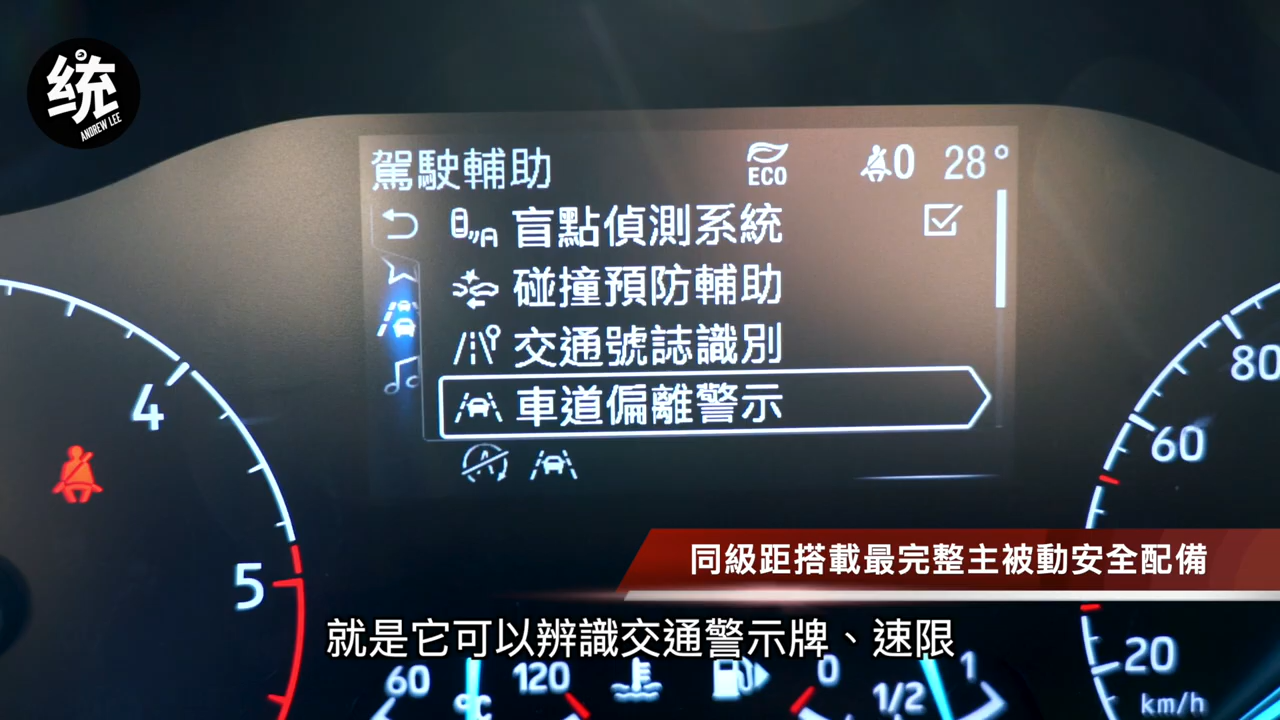 統
ANDREW LEE
駕駛輔助 ECO 0 28°
盲點偵測系統
碰撞預防輔助
交通號誌識別
車道偏離警示
4
5
80
60
20
km/h
同級距搭載最完整主被動安全配備
就是它可以辨識交通警示牌、速限
60 120 0 1/2 1
°C